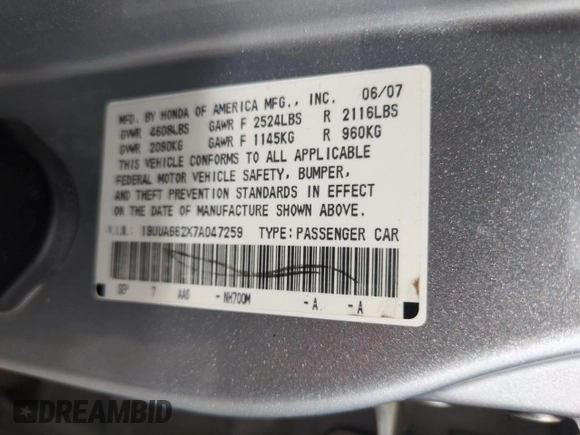 MFD. BY HONDA OF AMERICA MFG., INC. 06/07
GVWR 4608LBS GAWR F 2524LBS R 2116LBS
GVWR 2090KG GAWR F 1145KG R 960KG
THIS VEHICLE CONFORMS TO ALL APPLICABLE
FEDERAL MOTOR VEHICLE SAFETY, BUMPER,
AND THEFT PREVENTION STANDARDS IN EFFECT
ON THE DATE OF MANUFACTURE SHOWN ABOVE.
V.I.N.: 19UUA662X7A047259 TYPE: PASSENGER CAR
SEP 7 AA6 - NH700M - A - A
DREAMBID